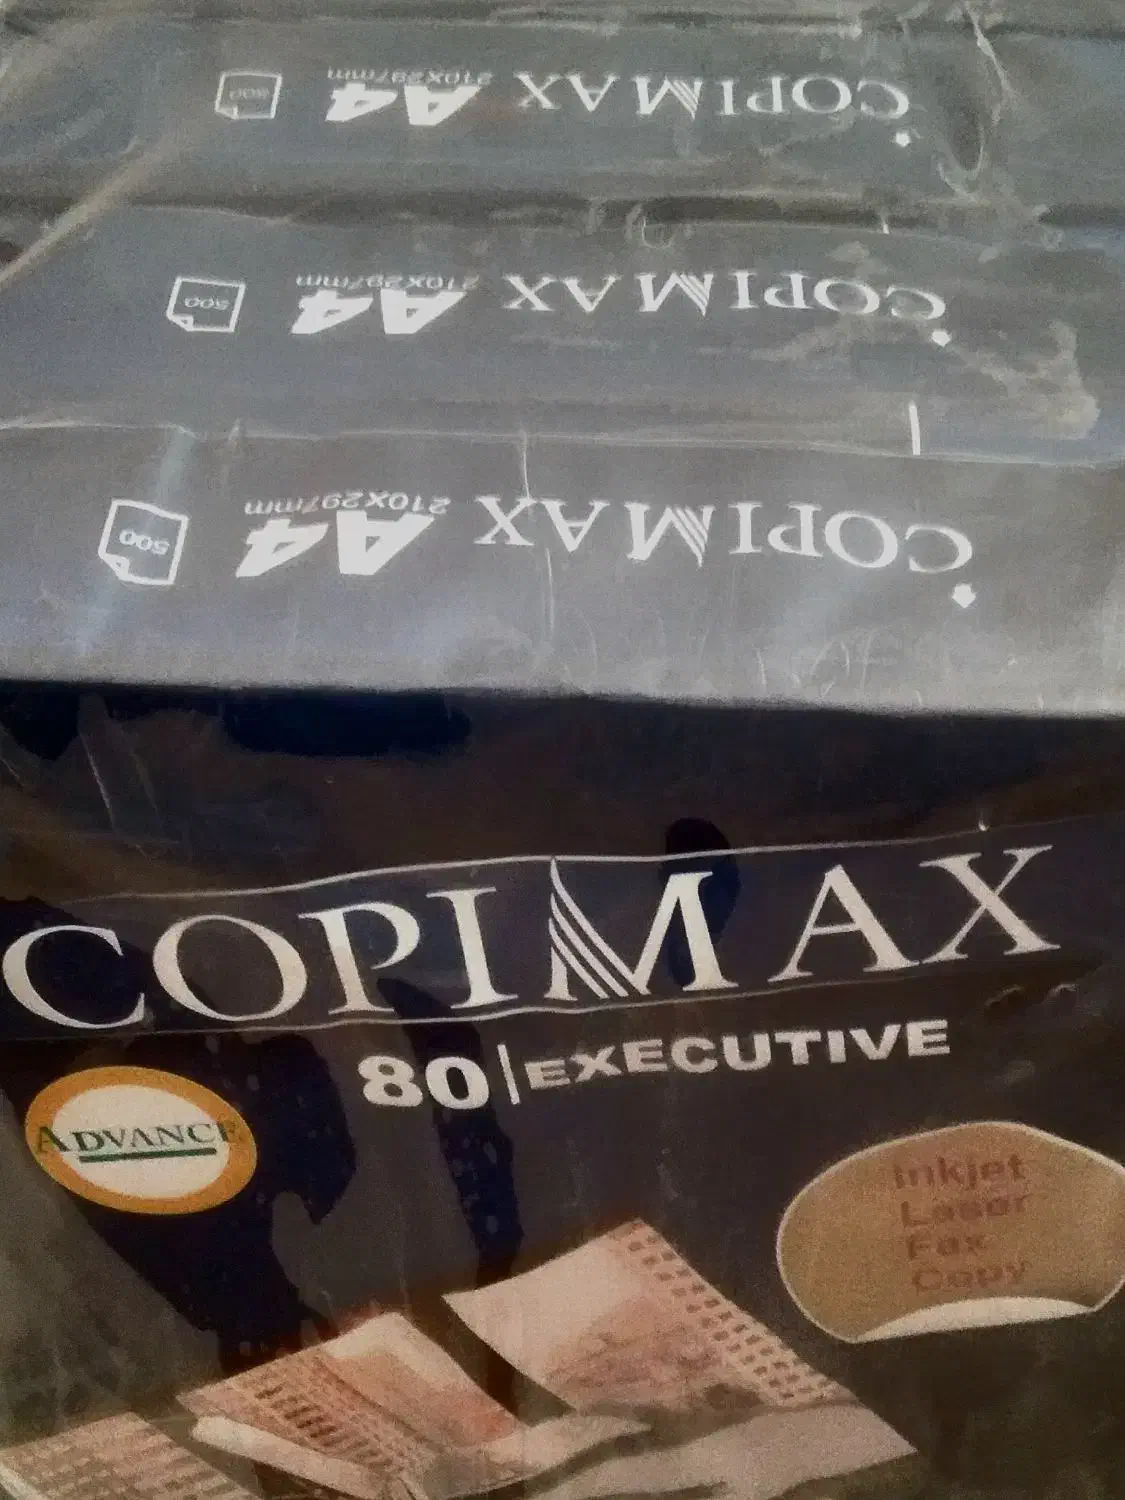 COPIMAX A4 210X297mm 500
COPIMAX A4 210X297mm 500
COPIMAX A4 210X297mm 500
COPIMAX
80 | EXECUTIVE
ADVANCE
Inkjet
Laser
Fax
Copy